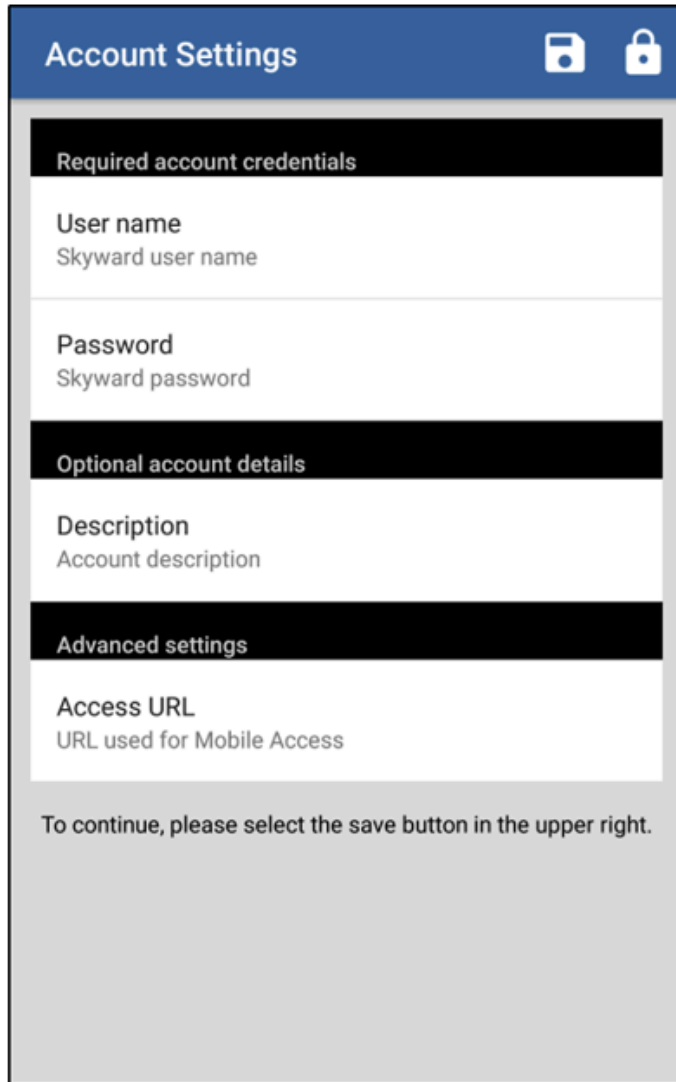 Account Settings
Required account credentials
User name
Skyward user name
Password
Skyward password
Optional account details
Description
Account description
Advanced settings
Access URL
URL used for Mobile Access
To continue, please select the save button in the upper right.